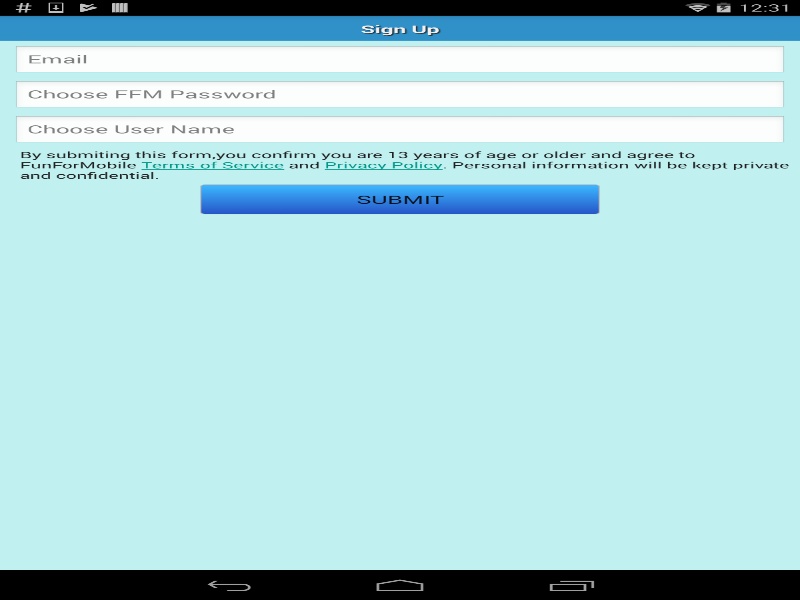 12:31
Sign Up
Email
Choose FFM Password
Choose User Name
By submiting this form,you confirm you are 13 years of age or older and agree to
FunForMobile Terms of Service and Privacy Policy. Personal information will be kept private
and confidential.
SUBMIT